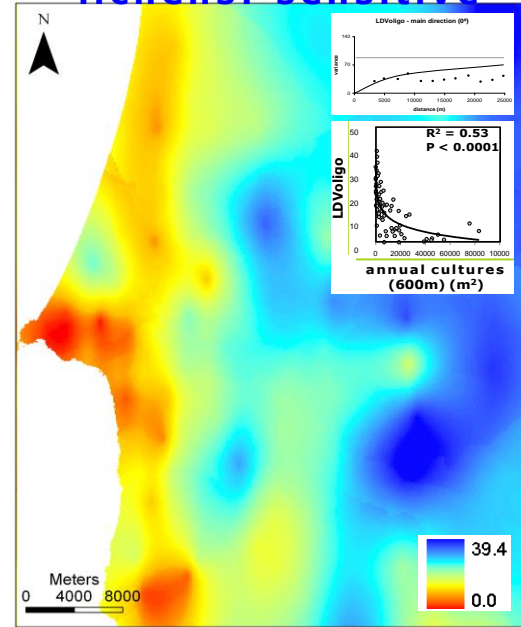 sensitive
N
LDVoligo - main direction (0º)
variance
140
70
0
0 5000 10000 15000 20000 25000
distance (m)
R² = 0.53
P < 0.0001
LDVoligo
50
40
30
20
10
0
0 20000 40000 60000 80000 10000
annual cultures
(600m) (m²)
39.4
0.0
Meters
0 4000 8000